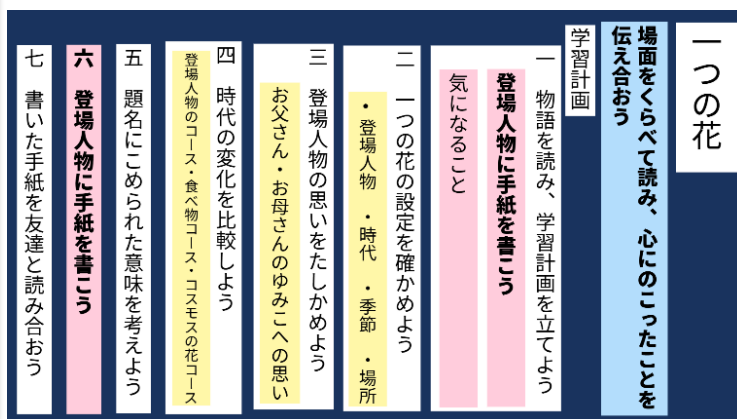 一つの花
場面をくらべて読み、心にのこったことを
伝え合おう
学習計画
一 物語を読み、学習計画を立てよう
登場人物に手紙を書こう
気になること
二 一つの花の設定を確かめよう
・登場人物 ・時代 ・季節 ・場所
三 登場人物の思いをたしかめよう
お父さん・お母さんのゆみこへの思い
四 時代の変化を比較しよう
登場人物のコース・食べ物コース・コスモスの花コース
五 題名にこめられた意味を考えよう
六 登場人物に手紙を書こう
七 書いた手紙を友達と読み合おう